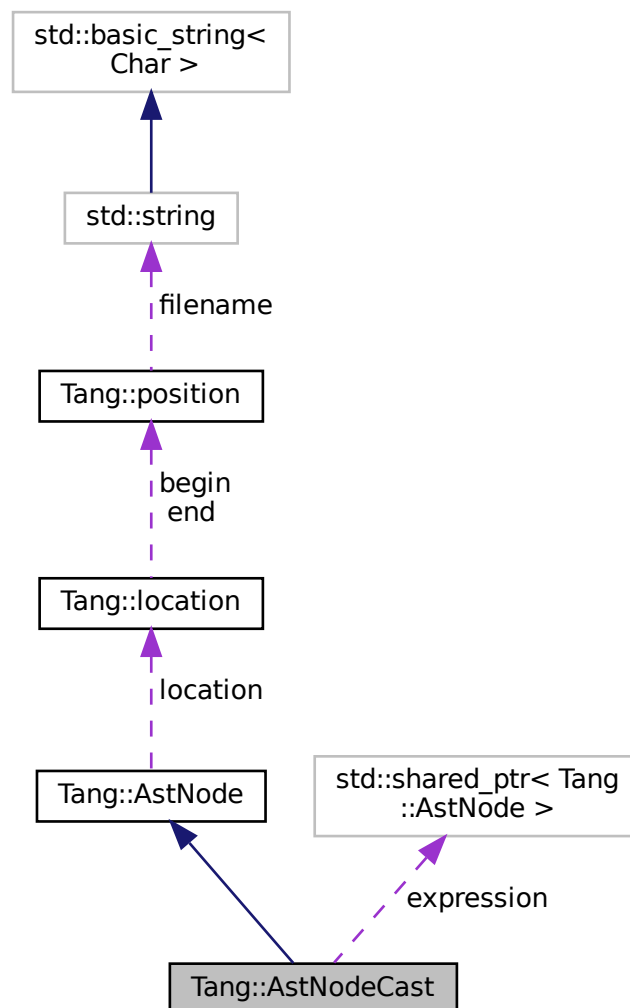 std::basic_string<
Char >
std::string
filename
Tang::position
begin
end
Tang::location
location
Tang::AstNode
std::shared_ptr< Tang
::AstNode >
expression
Tang::AstNodeCast